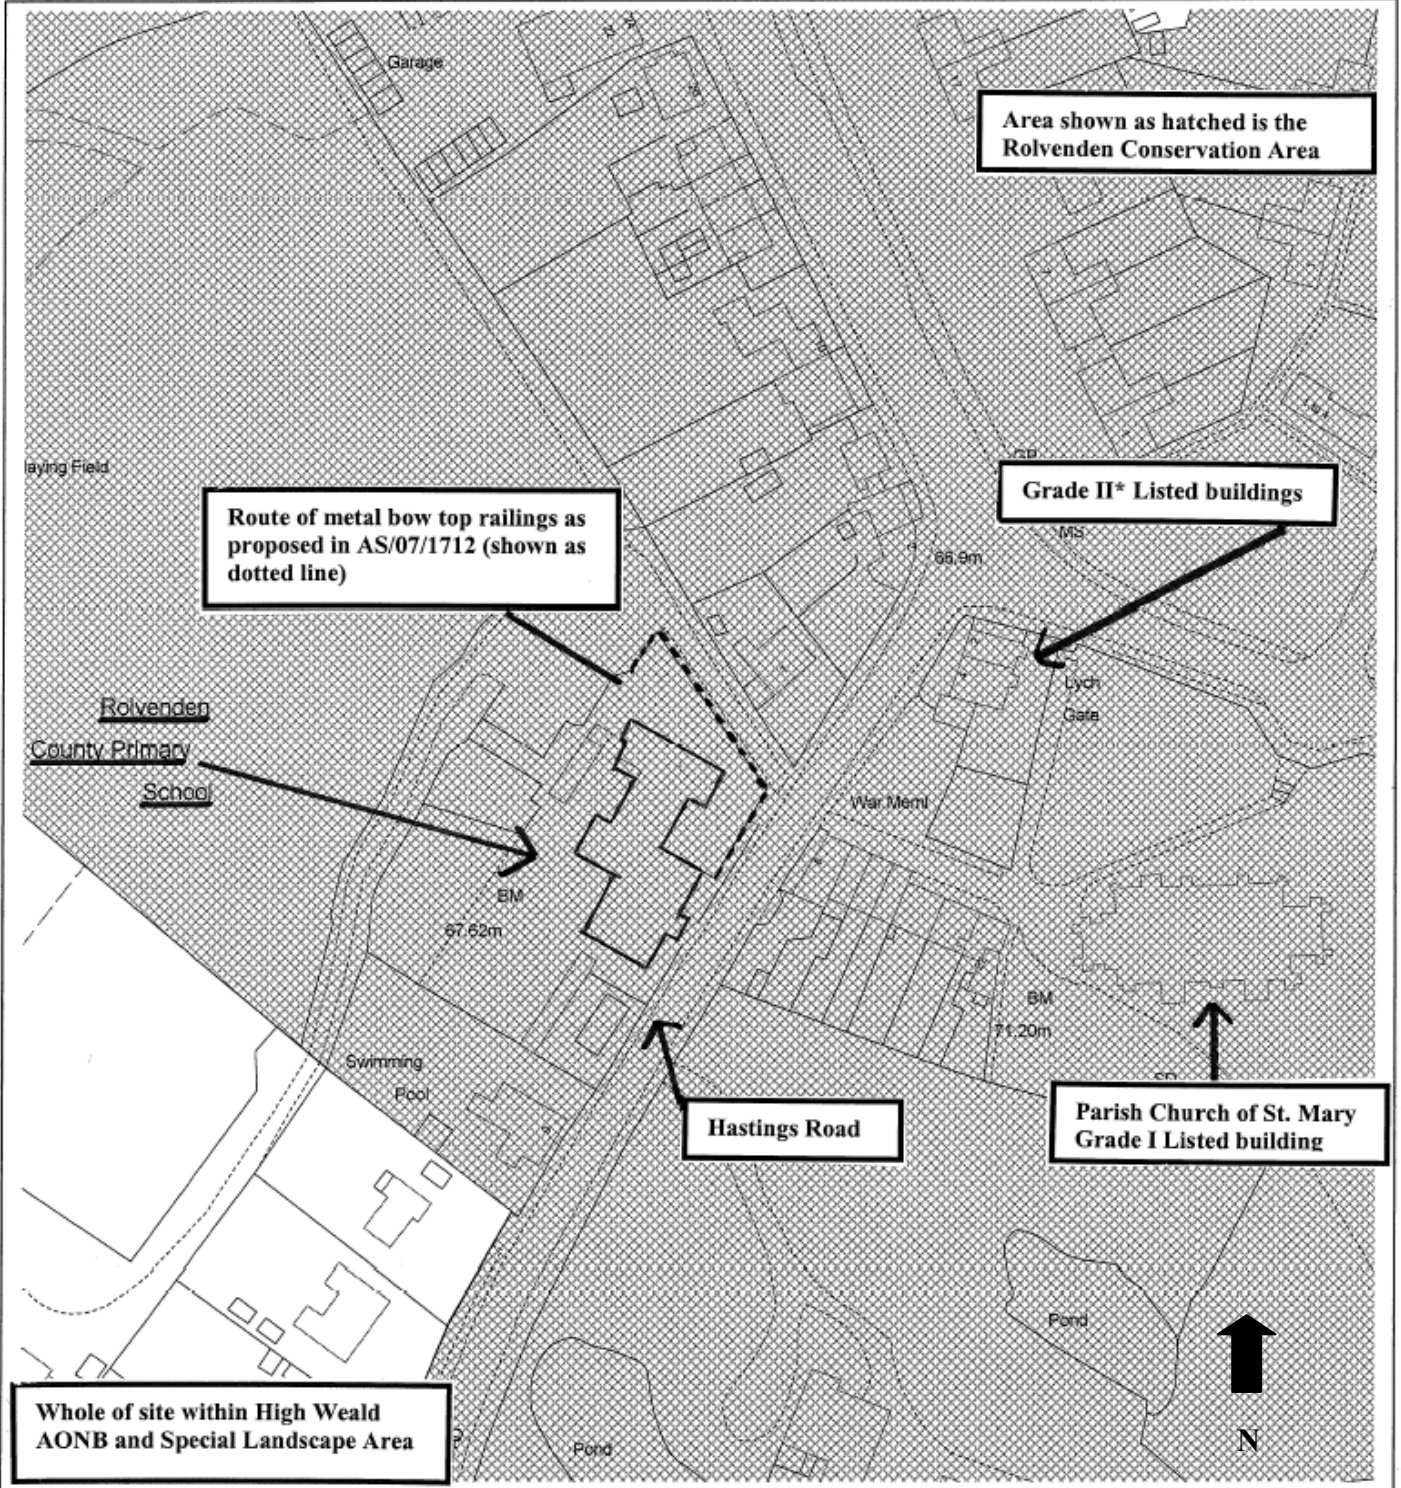 Garage
Area shown as hatched is the
Rolvenden Conservation Area
laying Field
Grade II* Listed buildings
Route of metal bow top railings as
proposed in AS/07/1712 (shown as
dotted line)
MS
66.9m
Lych
Gate
Rolvenden
County Primary
School
War Meml
BM
67.62m
BM
71.20m
Swimming
Pool
Hastings Road
Parish Church of St. Mary
Grade I Listed building
Pond
Pond
Whole of site within High Weald
AONB and Special Landscape Area
N